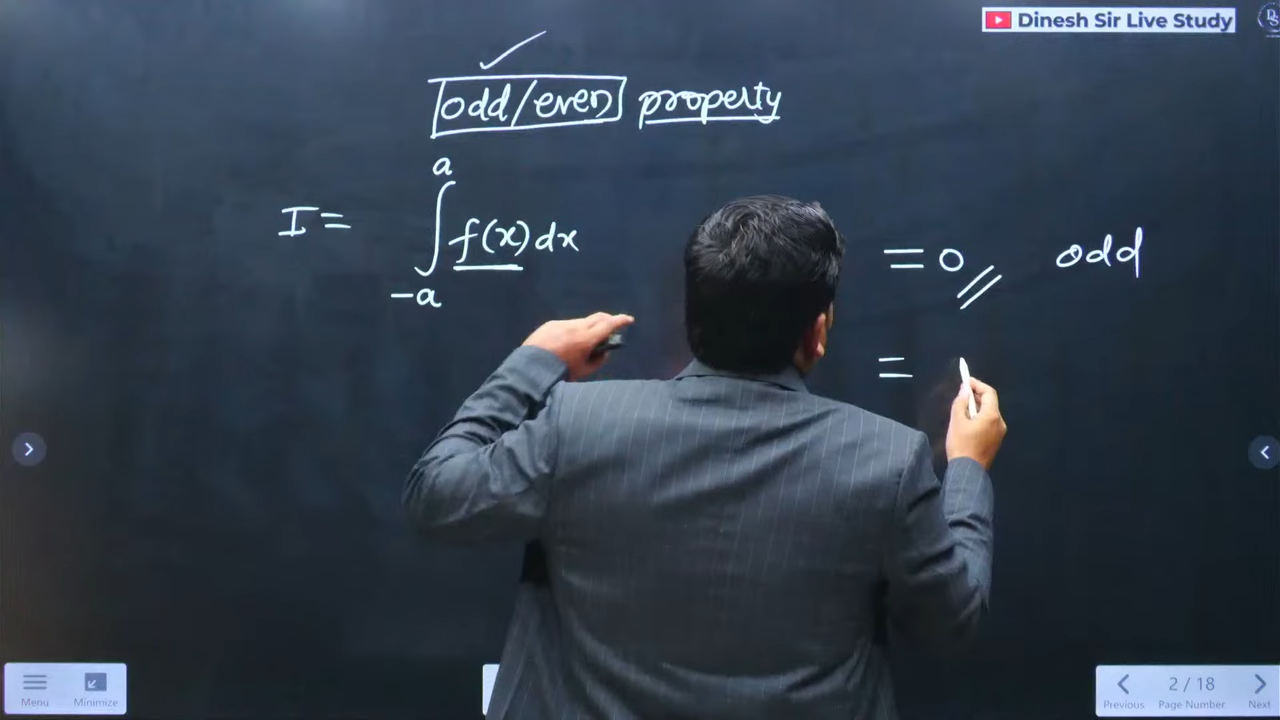 Dinesh Sir Live Study
odd/even property
I = ∫_{-a}^{a} f(x) dx = 0 odd
=
Menu Minimize
2 / 18
Previous Page Number Next